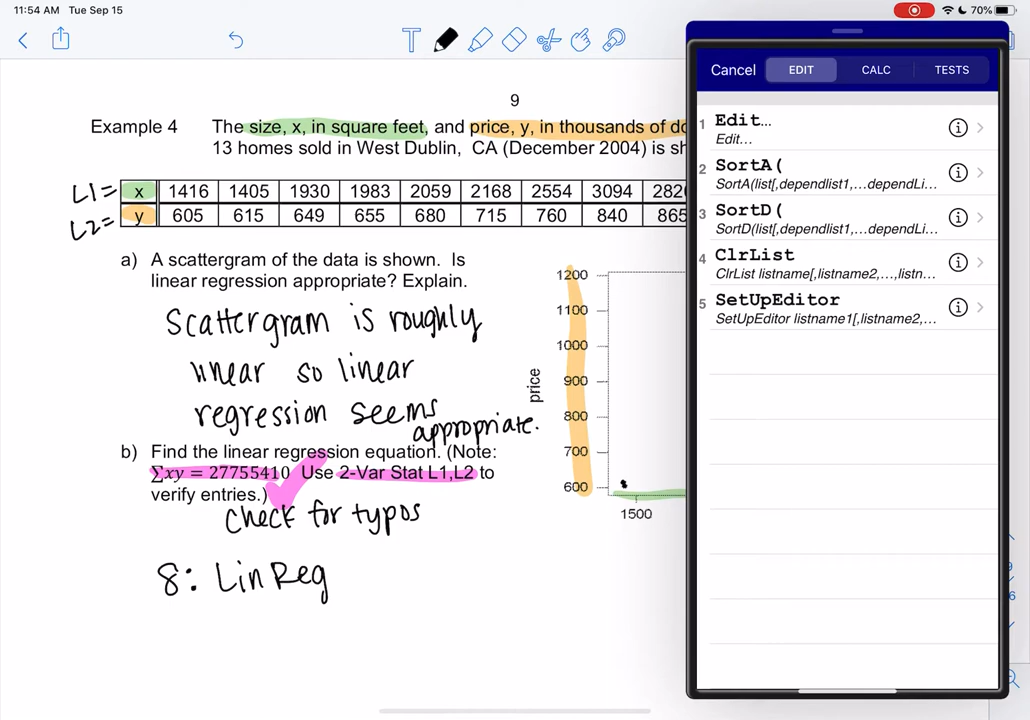 11:54 AM Tue Sep 15
70%
9
Example 4 The size, x, in square feet, and price, y, in thousands of do
13 homes sold in West Dublin, CA (December 2004) is sh
L1= x 1416 1405 1930 1983 2059 2168 2554 3094 282
L2= y 605 615 649 655 680 715 760 840 865
a) A scattergram of the data is shown. Is
linear regression appropriate? Explain.
Scattergram is roughly
linear so linear
regression seems
appropriate.
b) Find the linear regression equation. (Note:
∑xy = 27755410 Use 2-Var Stat L1,L2 to
verify entries.)
check for typos
8: LinReg
price
1200
1100
1000
900
800
700
600
1500
T
Cancel EDIT CALC TESTS
1 Edit...
Edit...
2 SortA(
SortA(list[,dependlist1,...dependLi...
3 SortD(
SortD(list[,dependlist1,...dependLi...
4 ClrList
ClrList listname[,listname2,...,listn...
5 SetUpEditor
SetUpEditor listname1[,listname2,...